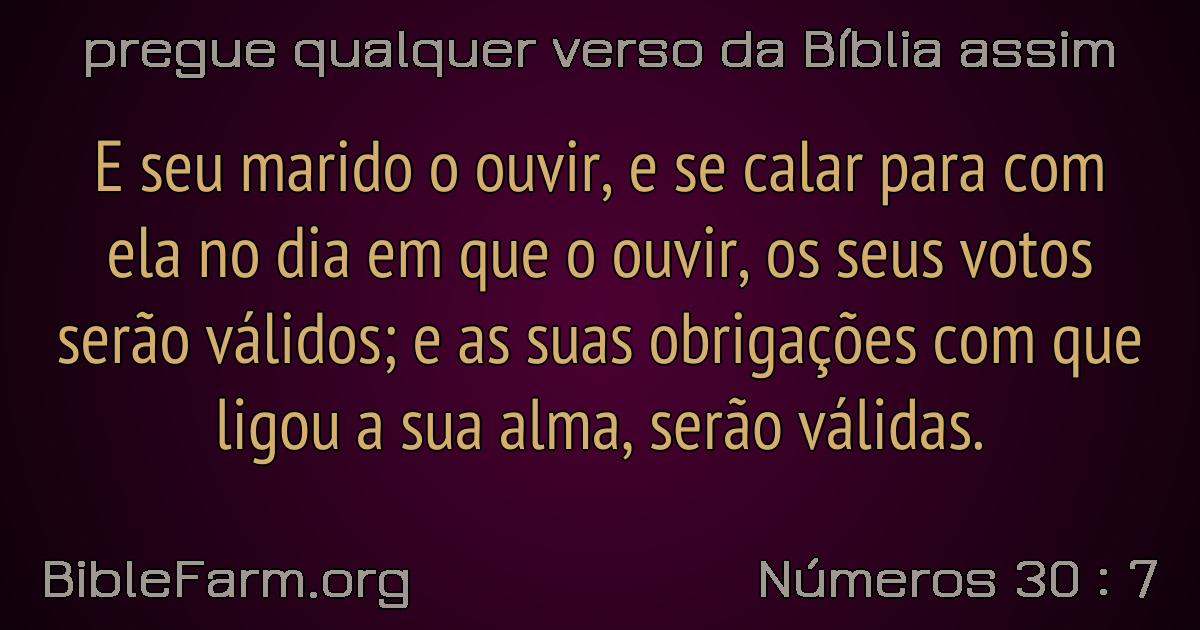 pregue qualquer verso da Bíblia assim
E seu marido o ouvir, e se calar para com
ela no dia em que o ouvir, os seus votos
serão válidos; e as suas obrigações com que
ligou a sua alma, serão válidas.
BibleFarm.org
Números 30 : 7